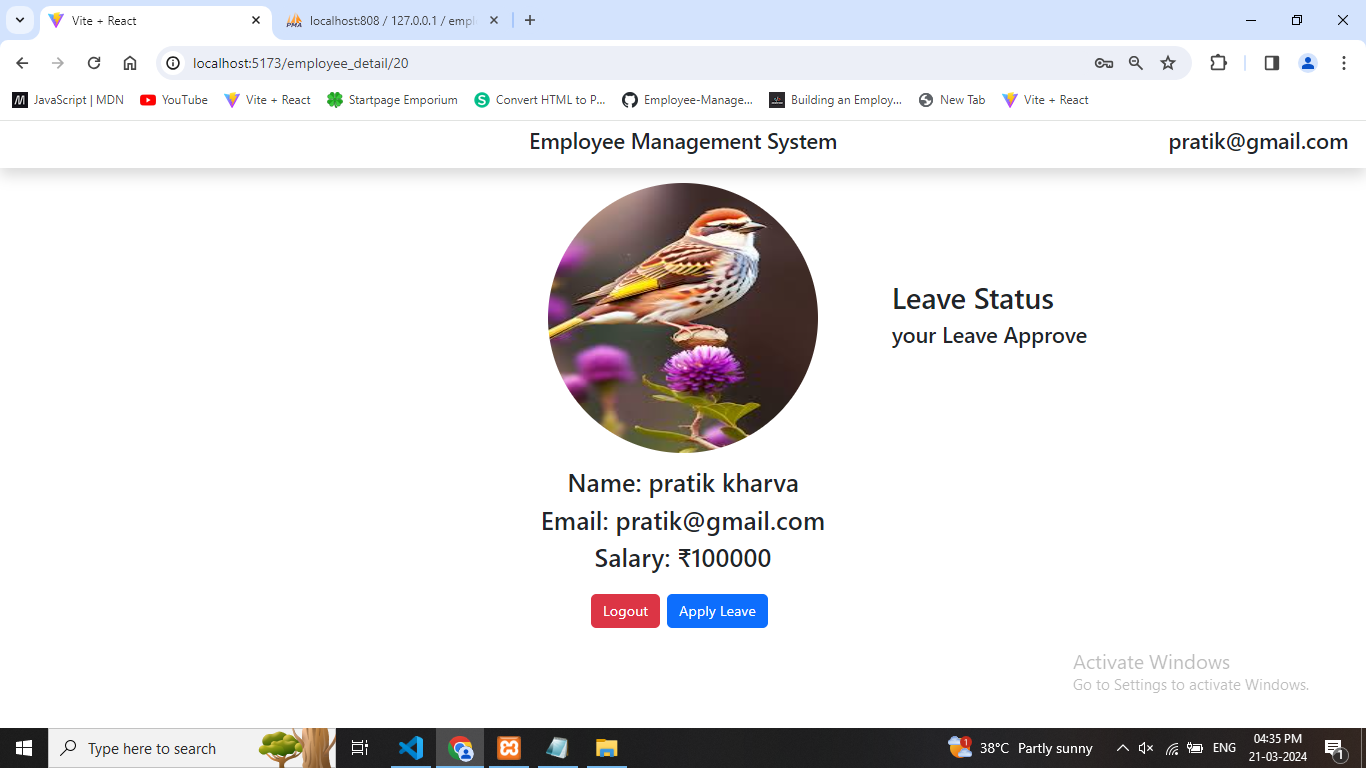 Vite + React
localhost:808 / 127.0.0.1 / empl
localhost:5173/employee_detail/20
JavaScript | MDN
YouTube
Vite + React
Startpage Emporium
Convert HTML to P...
Employee-Manage...
Building an Employ...
New Tab
Vite + React
Employee Management System
pratik@gmail.com
Leave Status
your Leave Approve
Name: pratik kharva
Email: pratik@gmail.com
Salary: ₹100000
Logout
Apply Leave
Activate Windows
Go to Settings to activate Windows.
Type here to search
1
38°C Partly sunny
ENG
04:35 PM
21-03-2024
1